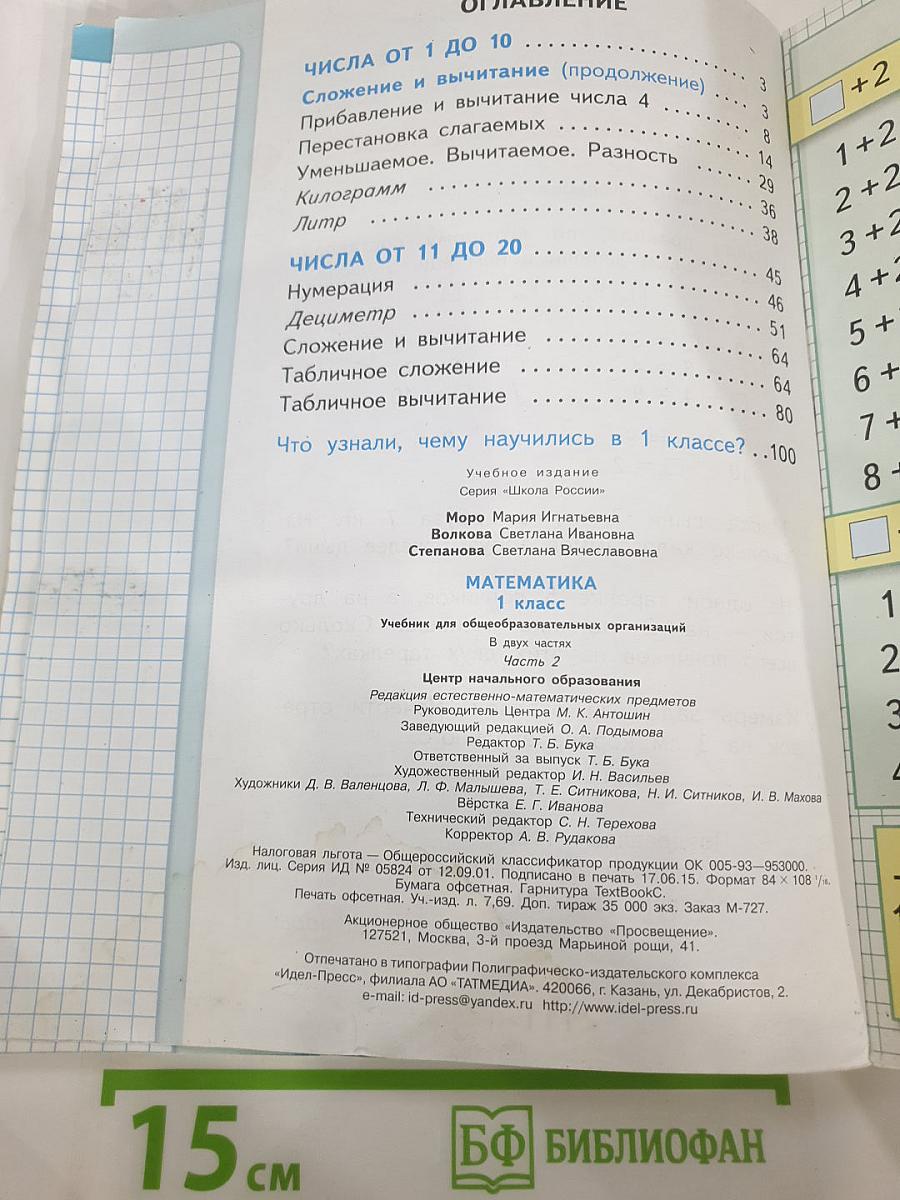 ОГЛАВЛЕНИЕ
ЧИСЛА ОТ 1 ДО 10 ........................ 3
Сложение и вычитание (продолжение) .... 3
Прибавление и вычитание числа 4 ........ 8
Перестановка слагаемых ................ 14
Уменьшаемое. Вычитаемое. Разность ...... 29
Килограмм ........................ 36
Литр ........................ 38
ЧИСЛА ОТ 11 ДО 20 .................... 45
Нумерация ........................ 46
Дециметр ........................ 51
Сложение и вычитание ................ 64
Табличное сложение ................ 64
Табличное вычитание ................ 80
Что узнали, чему научились в 1 классе? ..100
Учебное издание
Серия «Школа России»
Моро Мария Игнатьевна
Волкова Светлана Ивановна
Степанова Светлана Вячеславовна
МАТЕМАТИКА
1 класс
Учебник для общеобразовательных организаций
В двух частях
Часть 2
Центр начального образования
Редакция естественно-математических предметов
Руководитель Центра М. К. Антошин
Заведующий редакцией О. А. Подымова
Редактор Т. Б. Бука
Ответственный за выпуск Т. Б. Бука
Художественный редактор И. Н. Васильев
Художники Д. В. Валенцова, Л. Ф. Малышева, Т. Е. Ситникова, Н. И. Ситников, И. В. Махова
Вёрстка Е. Г. Иванова
Технический редактор С. Н. Терехова
Корректор А. В. Рудакова
Налоговая льгота — Общероссийский классификатор продукции ОК 005-93—953000.
Изд. лиц. Серия ИД № 05824 от 12.09.01. Подписано в печать 17.06.15. Формат 84 × 108 1/16.
Бумага офсетная. Гарнитура TextBookC.
Печать офсетная. Уч.-изд. л. 7,69. Доп. тираж 35 000 экз. Заказ М-727.
Акционерное общество «Издательство «Просвещение».
127521, Москва, 3-й проезд Марьиной рощи, 41.
Отпечатано в типографии Полиграфическо-издательского комплекса
«Идел-Пресс», филиала АО «ТАТМЕДИА». 420066, г. Казань, ул. Декабристов, 2.
e-mail: id-press@yandex.ru http://www.idel-press.ru
+2
1+2
2+2
3+2
4+2
5+
6+
7+
8+
1
2
3
4
15 см
БФ БИБЛИОФАН